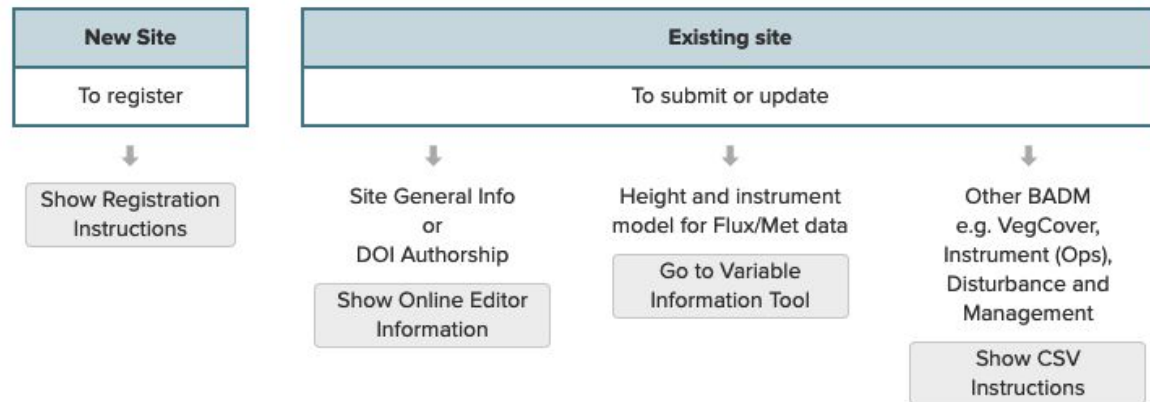 New Site
To register
Show Registration
Instructions
Existing site
To submit or update
Site General Info
or
DOI Authorship
Show Online Editor
Information
Height and instrument
model for Flux/Met data
Go to Variable
Information Tool
Other BADM
e.g. VegCover,
Instrument (Ops),
Disturbance and
Management
Show CSV
Instructions